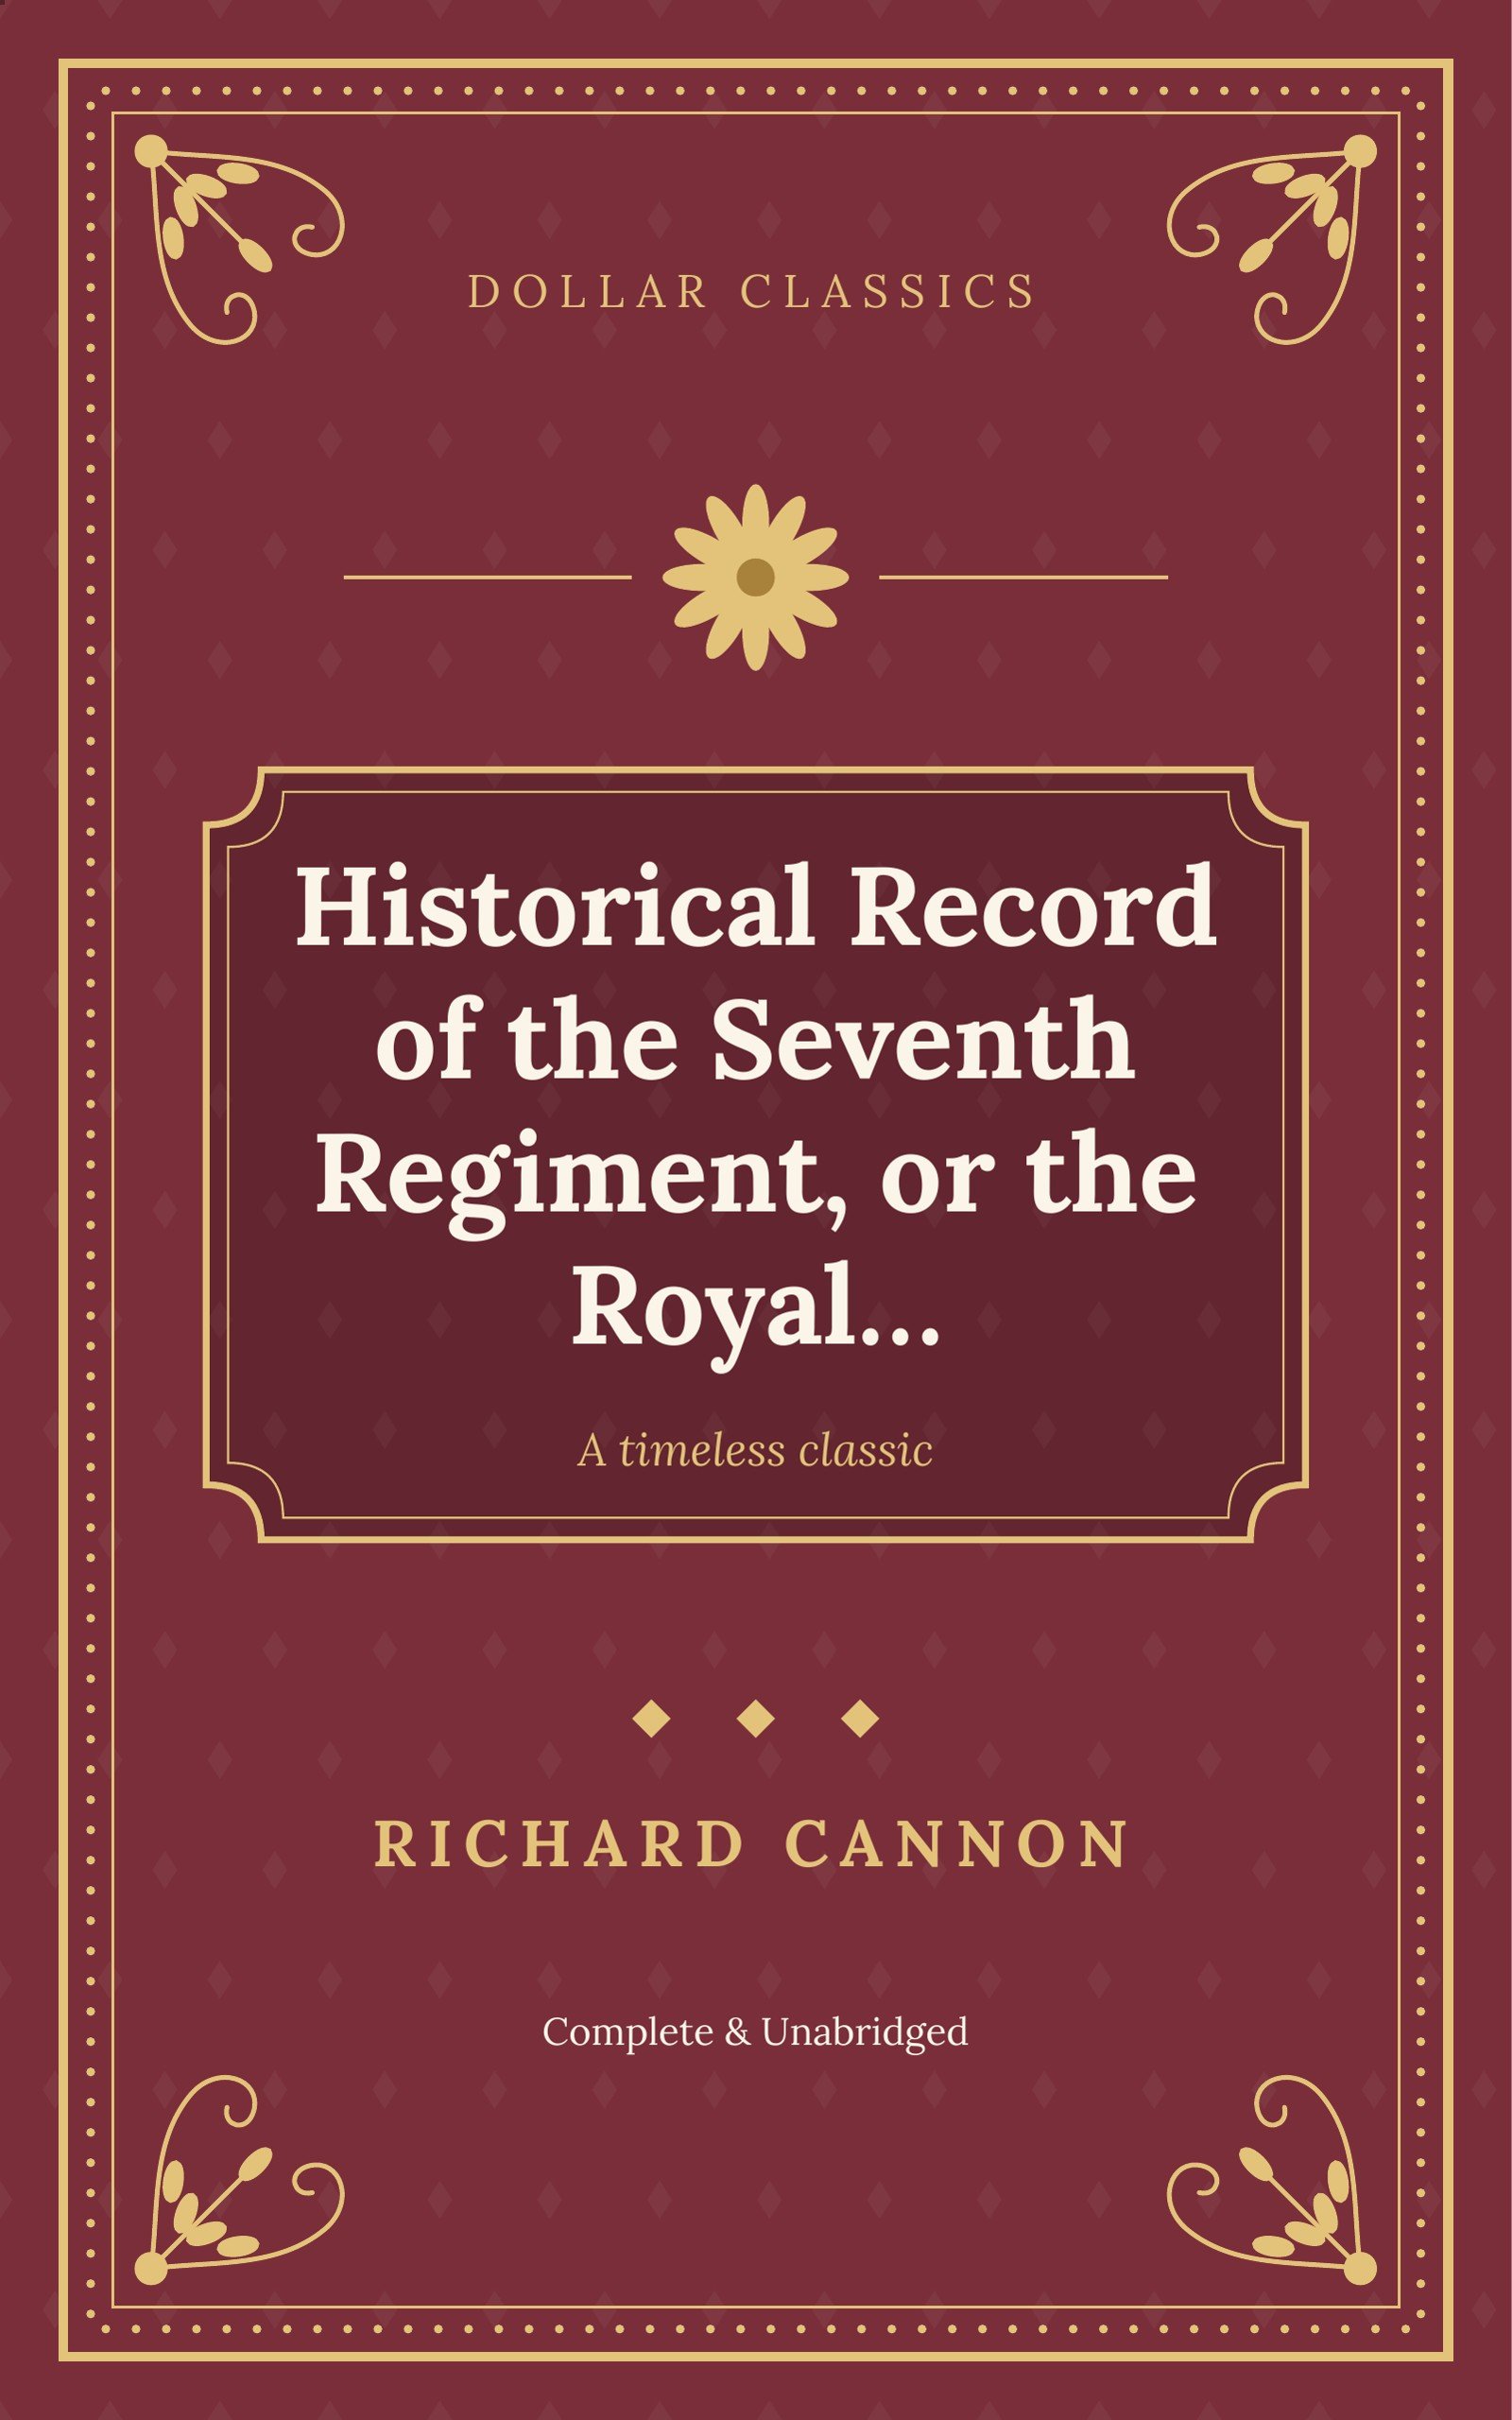 DOLLAR CLASSICS
Historical Record
of the Seventh
Regiment, or the
Royal...
A timeless classic
RICHARD CANNON
Complete & Unabridged